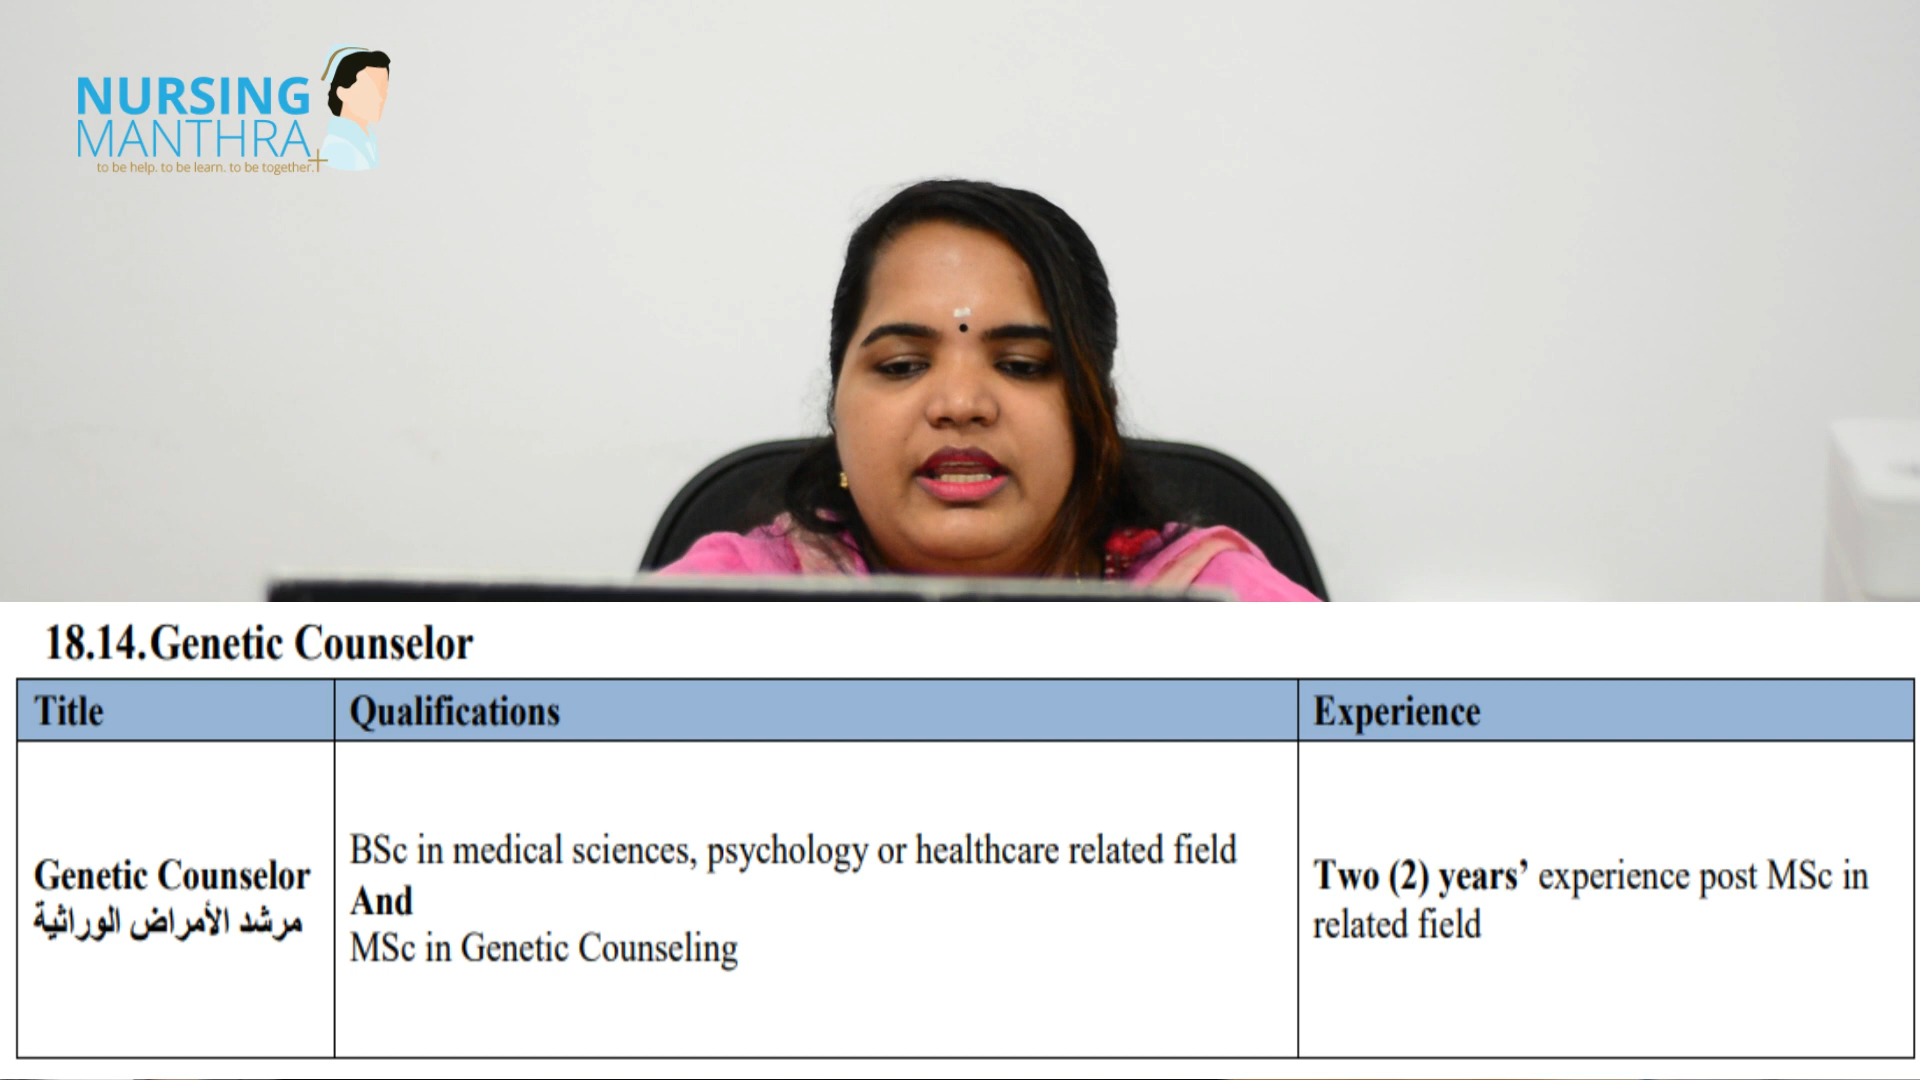 NURSING
MANTHRA
to be help. to be learn. to be together.
18.14.Genetic Counselor
Title
Qualifications
Experience
Genetic Counselor
مرشد الأمراض الوراثية
BSc in medical sciences, psychology or healthcare related field
And
MSc in Genetic Counseling
Two (2) years’ experience post MSc in
related field